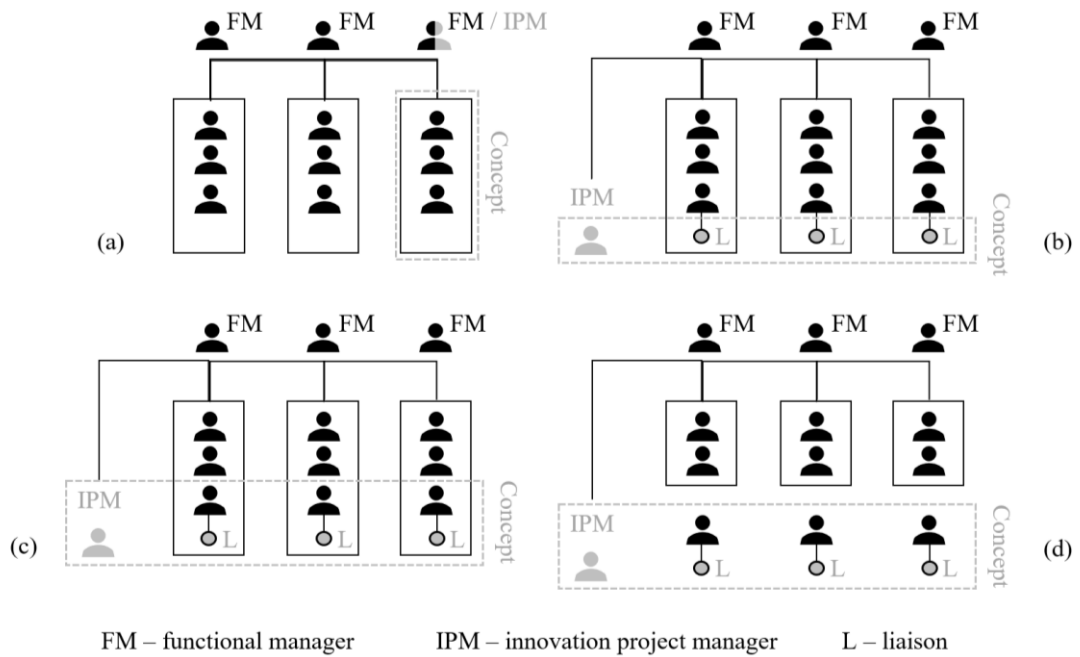 FM
FM
FM / IPM
Concept
(a)
FM
FM
FM
IPM
L
L
L
Concept
(b)
FM
FM
FM
IPM
L
L
L
Concept
(c)
FM
FM
FM
IPM
L
L
L
Concept
(d)
FM – functional manager
IPM – innovation project manager
L – liaison